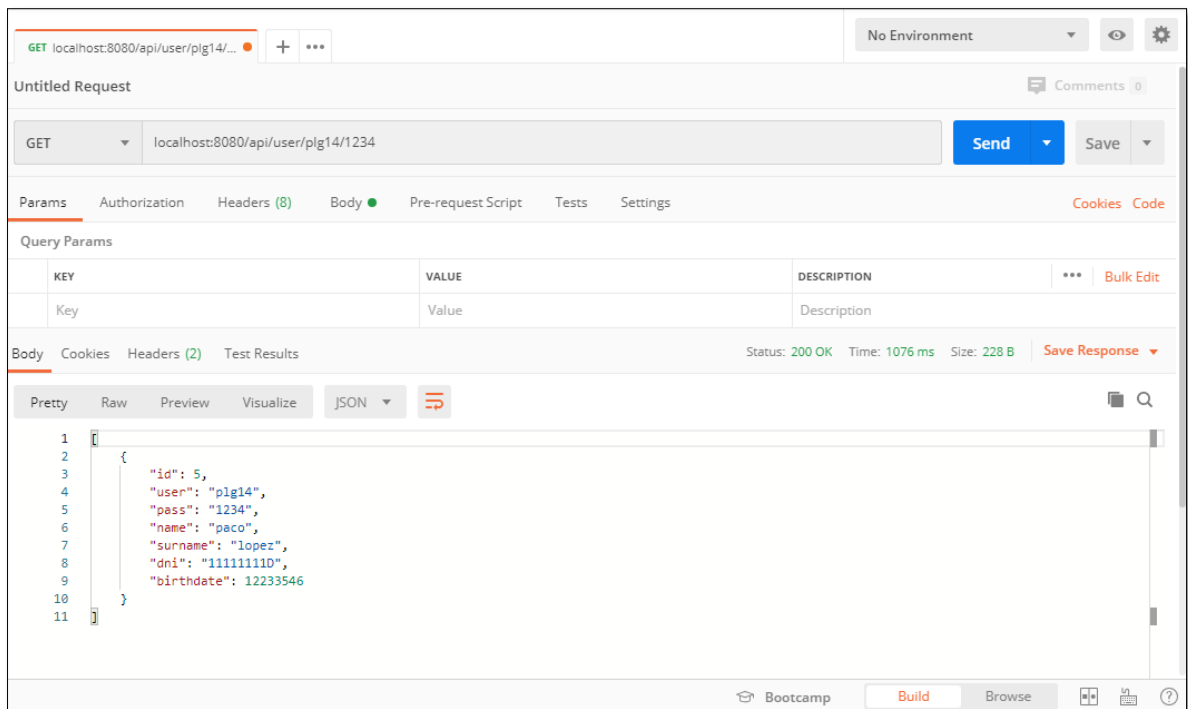 GET localhost:8080/api/user/plg14/... + •••
No Environment
Untitled Request
Comments 0
GET localhost:8080/api/user/plg14/1234 Send Save
Params Authorization Headers (8) Body Pre-request Script Tests Settings Cookies Code
Query Params
KEY VALUE DESCRIPTION ••• Bulk Edit
Key Value Description
Body Cookies Headers (2) Test Results Status: 200 OK Time: 1076 ms Size: 228 B Save Response
Pretty Raw Preview Visualize JSON
1 [
2 {
3 "id": 5,
4 "user": "plg14",
5 "pass": "1234",
6 "name": "paco",
7 "surname": "lopez",
8 "dni": "11111111D",
9 "birthdate": 12233546
10 }
11 ]
Bootcamp Build Browse ?